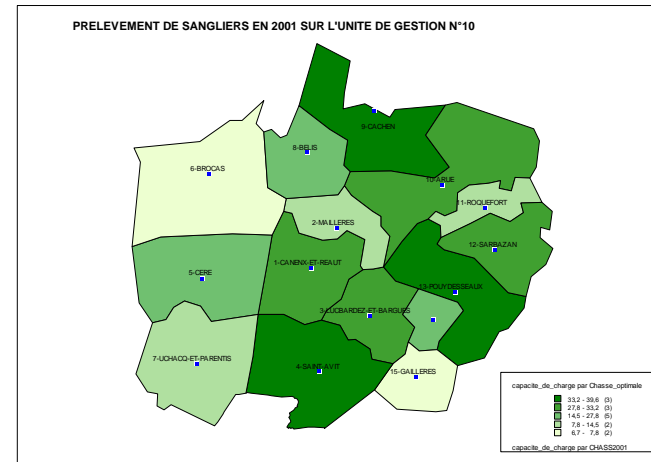 PRELEVEMENT DE SANGLIERS EN 2001 SUR L'UNITE DE GESTION N°10
9-CACHEN
8-BELIS
6-BROCAS
10-ARUE
11-ROQUEFORT
2-MAILLERES
12-SARBAZAN
1-CANENX-ET-REAUT
5-CERE
13-POUYDESSEAUX
3-LUCBARDEZ-ET-BARGUES
7-UCHACQ-ET-PARENTIS
4-SAINT-AVIT
15-GAILLERES
capacite_de_charge par Chasse_optimale
33,2 - 39,6 (3)
27,8 - 33,2 (3)
14,5 - 27,8 (5)
7,8 - 14,5 (2)
6,7 - 7,8 (2)
capacite_de_charge par CHASS2001